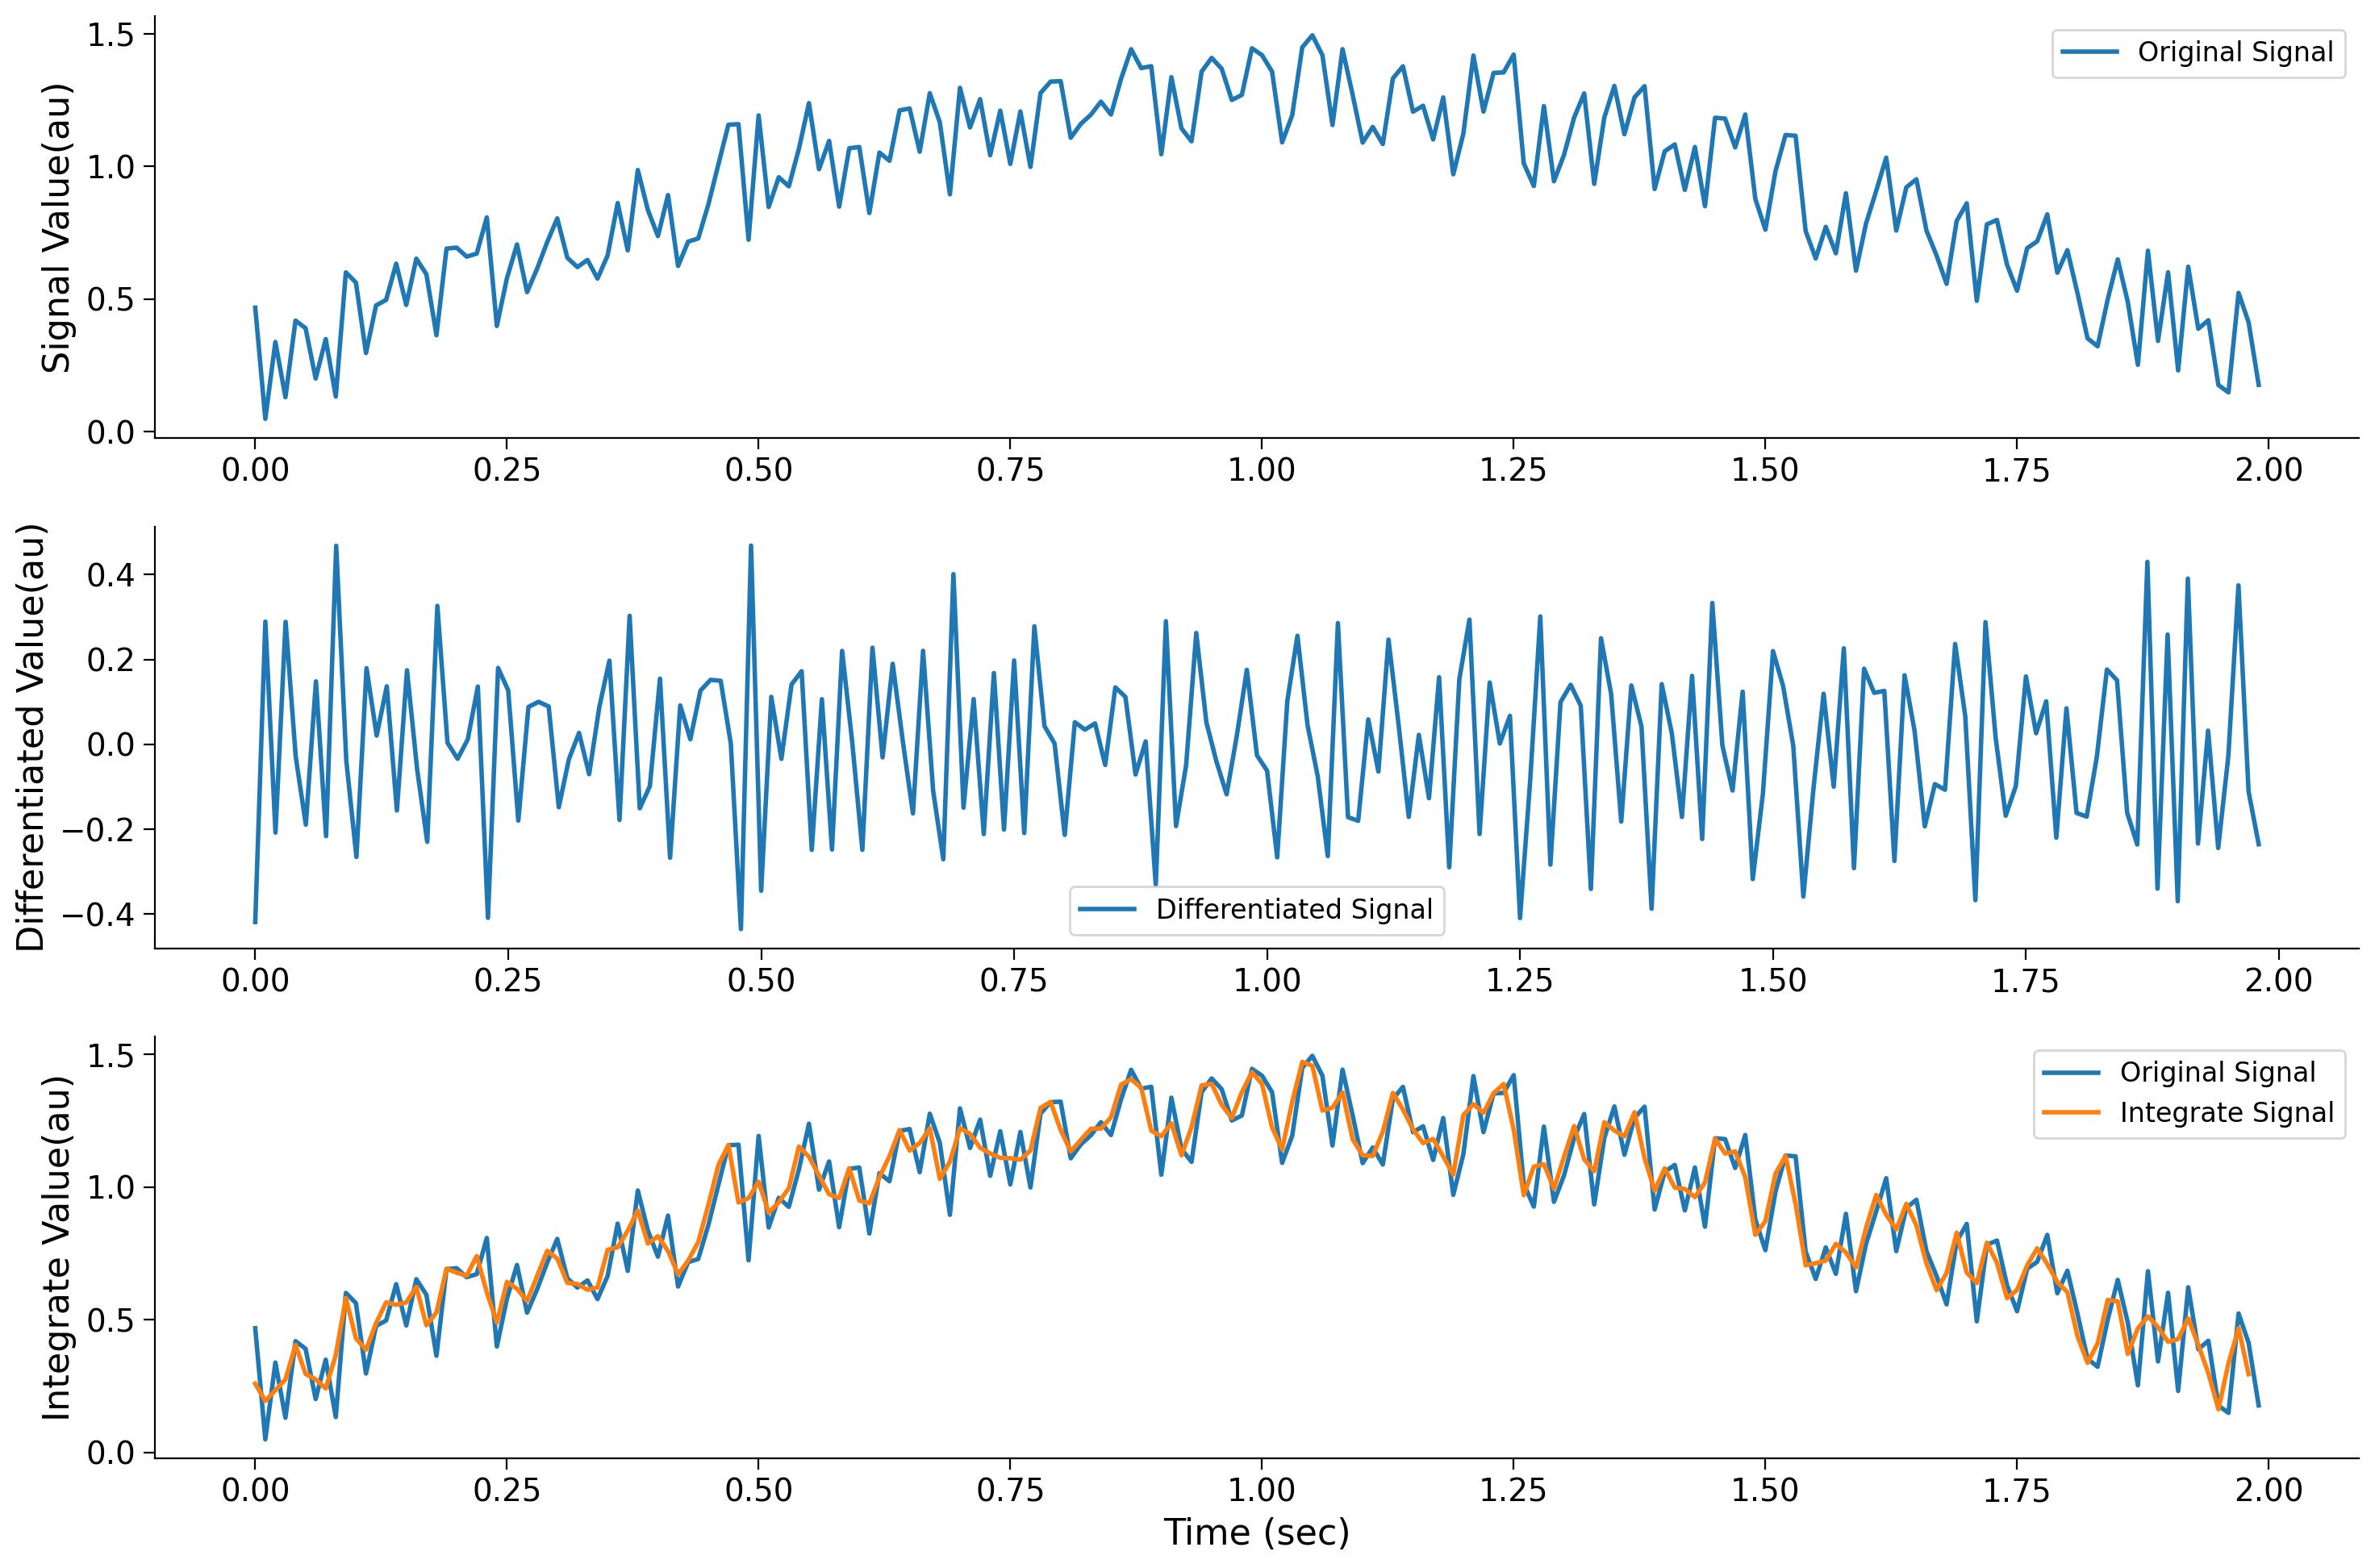 Signal Value(au)
1.5
1.0
0.5
0.0
Original Signal
0.00 0.25 0.50 0.75 1.00 1.25 1.50 1.75 2.00
Differentiated Value(au)
0.4
0.2
0.0
−0.2
−0.4
Differentiated Signal
0.00 0.25 0.50 0.75 1.00 1.25 1.50 1.75 2.00
Integrate Value(au)
1.5
1.0
0.5
0.0
Original Signal
Integrate Signal
0.00 0.25 0.50 0.75 1.00 1.25 1.50 1.75 2.00
Time (sec)